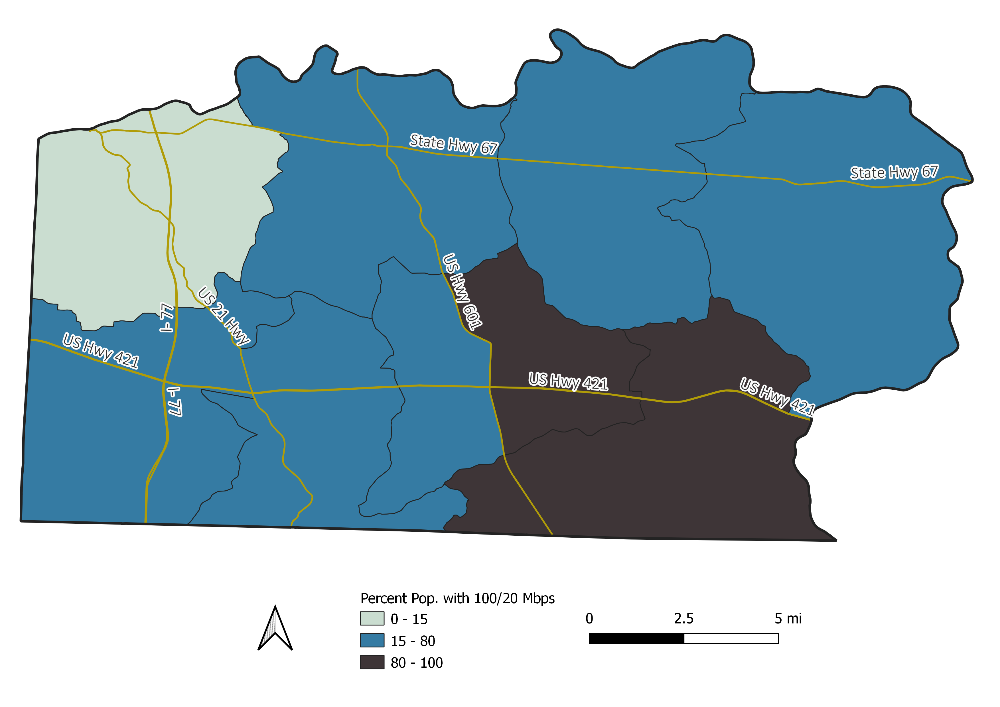 State Hwy 67
State Hwy 67
US Hwy 601
US 21 Hwy
I- 77
US Hwy 421
US Hwy 421
US Hwy 421
I- 77
Percent Pop. with 100/20 Mbps
0 - 15
15 - 80
80 - 100
0 2.5 5 mi